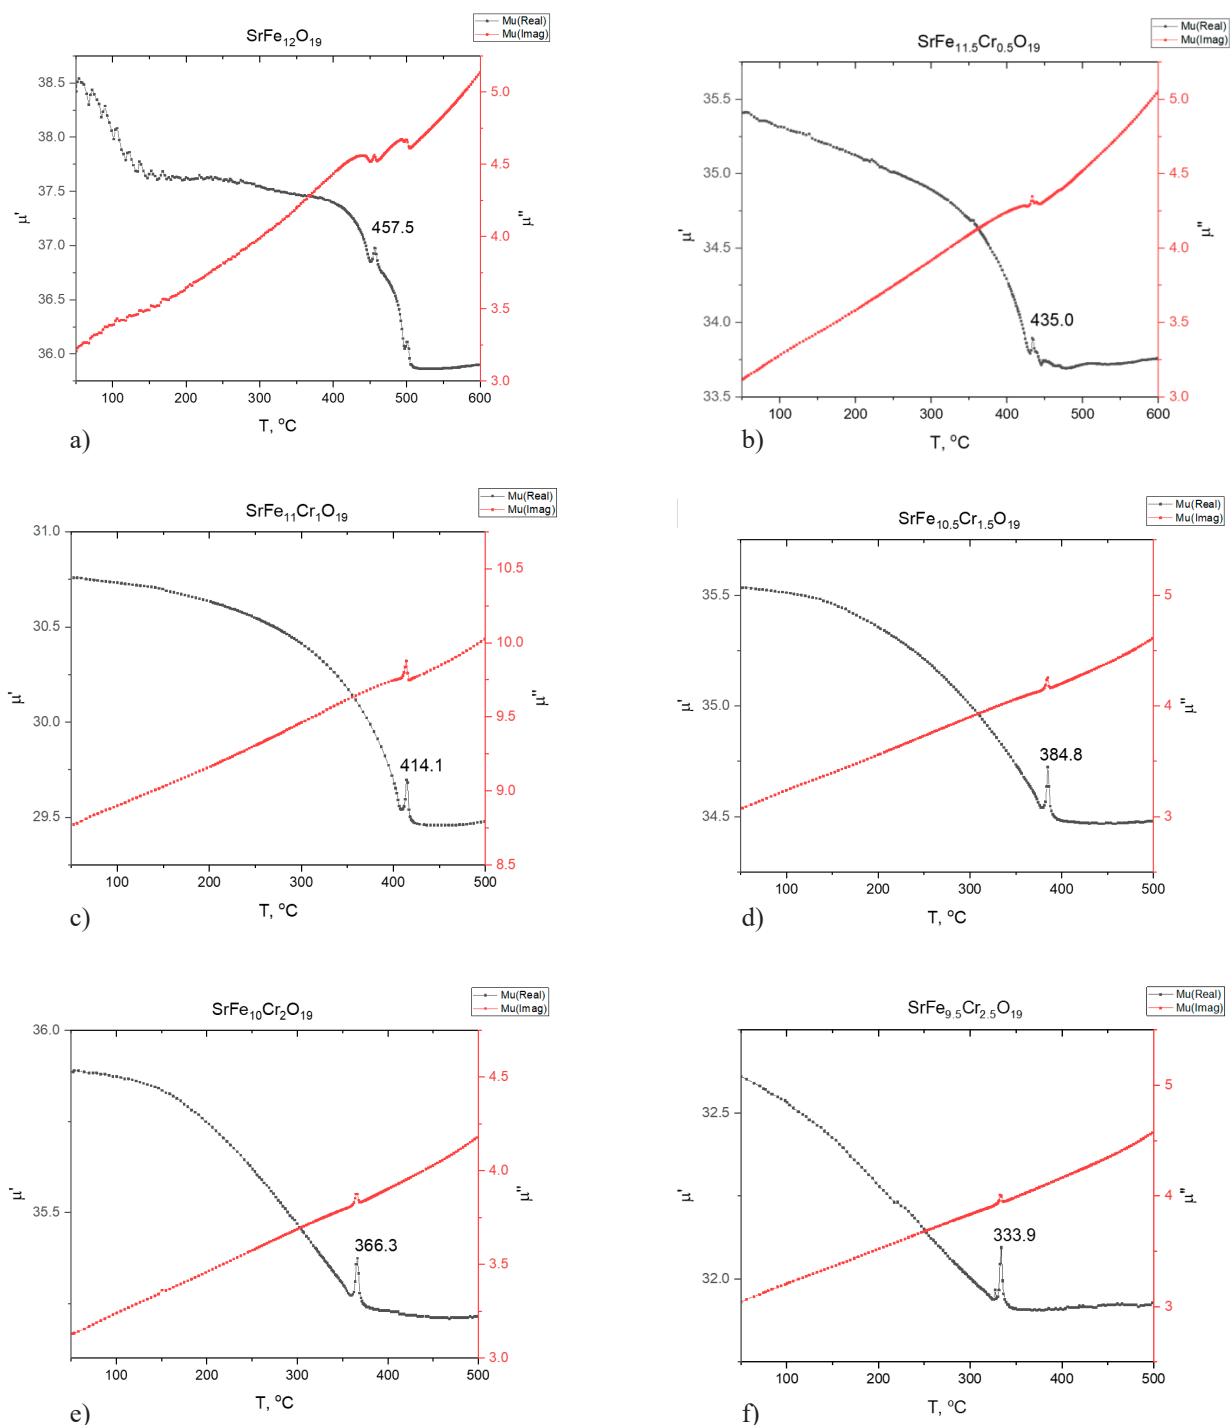 Mu(Real)
Mu(Imag)
SrFe12O19
38.5
38.0
37.5
37.0
36.5
36.0
μ'
457.5
5.0
4.5
4.0
3.5
3.0
μ"
100 200 300 400 500 600
T, °C
a)
Mu(Real)
Mu(Imag)
SrFe11.5Cr0.5O19
35.5
35.0
34.5
34.0
33.5
μ'
435.0
5.0
4.5
4.0
3.5
3.0
μ"
100 200 300 400 500 600
T, °C
b)
Mu(Real)
Mu(Imag)
SrFe11Cr1O19
31.0
30.5
30.0
29.5
μ'
414.1
10.5
10.0
9.5
9.0
8.5
μ"
100 200 300 400 500
T, °C
c)
Mu(Real)
Mu(Imag)
SrFe10.5Cr1.5O19
35.5
35.0
34.5
μ'
384.8
5
4
3
μ"
100 200 300 400 500
T, °C
d)
Mu(Real)
Mu(Imag)
SrFe10Cr2O19
36.0
35.5
μ'
366.3
4.5
4.0
3.5
3.0
μ"
100 200 300 400 500
T, °C
e)
Mu(Real)
Mu(Imag)
SrFe9.5Cr2.5O19
32.5
32.0
μ'
333.9
5
4
3
μ"
100 200 300 400 500
T, °C
f)